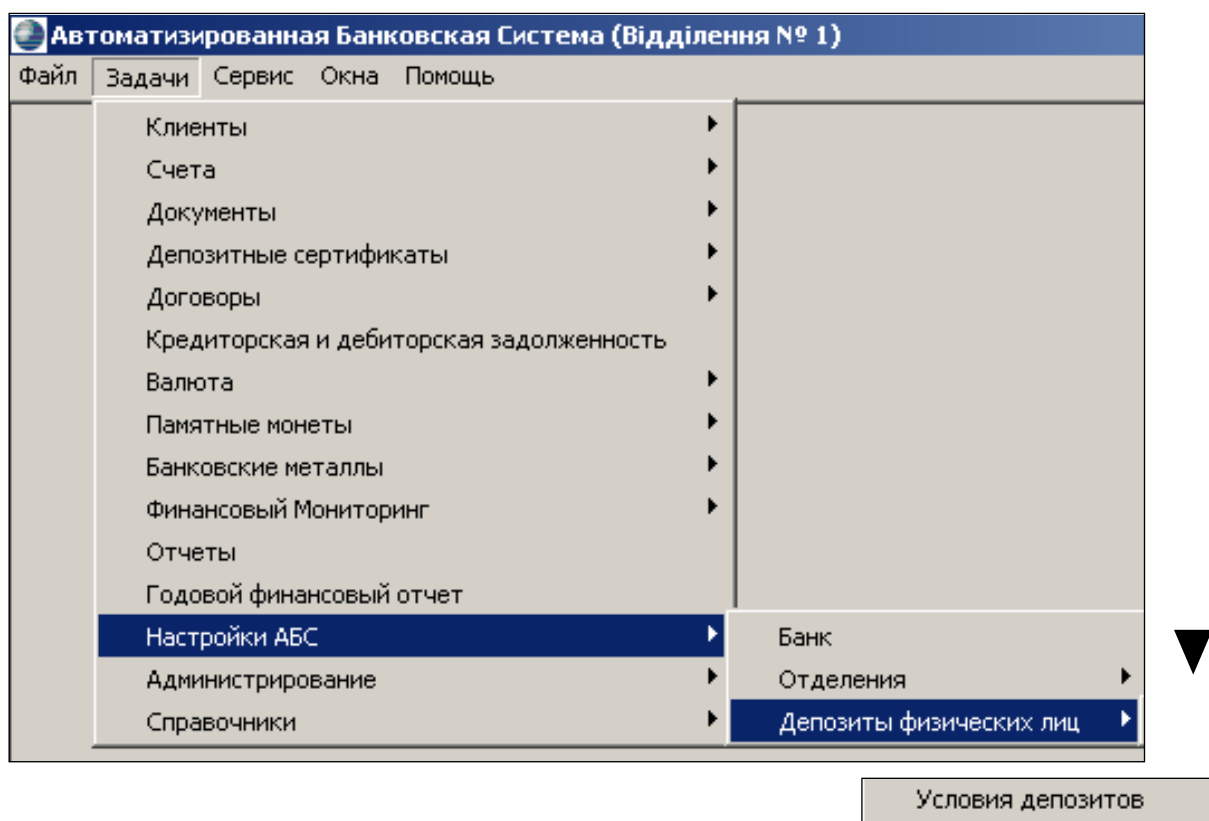 Автоматизированная Банковская Система (Відділення № 1)
Файл Задачи Сервис Окна Помощь
Клиенты
Счета
Документы
Депозитные сертификаты
Договоры
Кредиторская и дебиторская задолженность
Валюта
Памятные монеты
Банковские металлы
Финансовый Мониторинг
Отчеты
Годовой финансовый отчет
Настройки АБС
Банк
Администрирование
Отделения
Справочники
Депозиты физических лиц
Условия депозитов